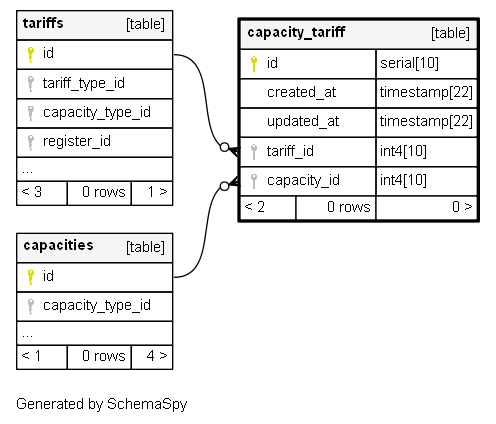 tariffs [table]
id
tariff_type_id
capacity_type_id
register_id
...
< 3 0 rows 1 >
capacity_tariff [table]
id serial[10]
created_at timestamp[22]
updated_at timestamp[22]
tariff_id int4[10]
capacity_id int4[10]
< 2 0 rows 0 >
capacities [table]
id
capacity_type_id
...
< 1 0 rows 4 >
Generated by SchemaSpy